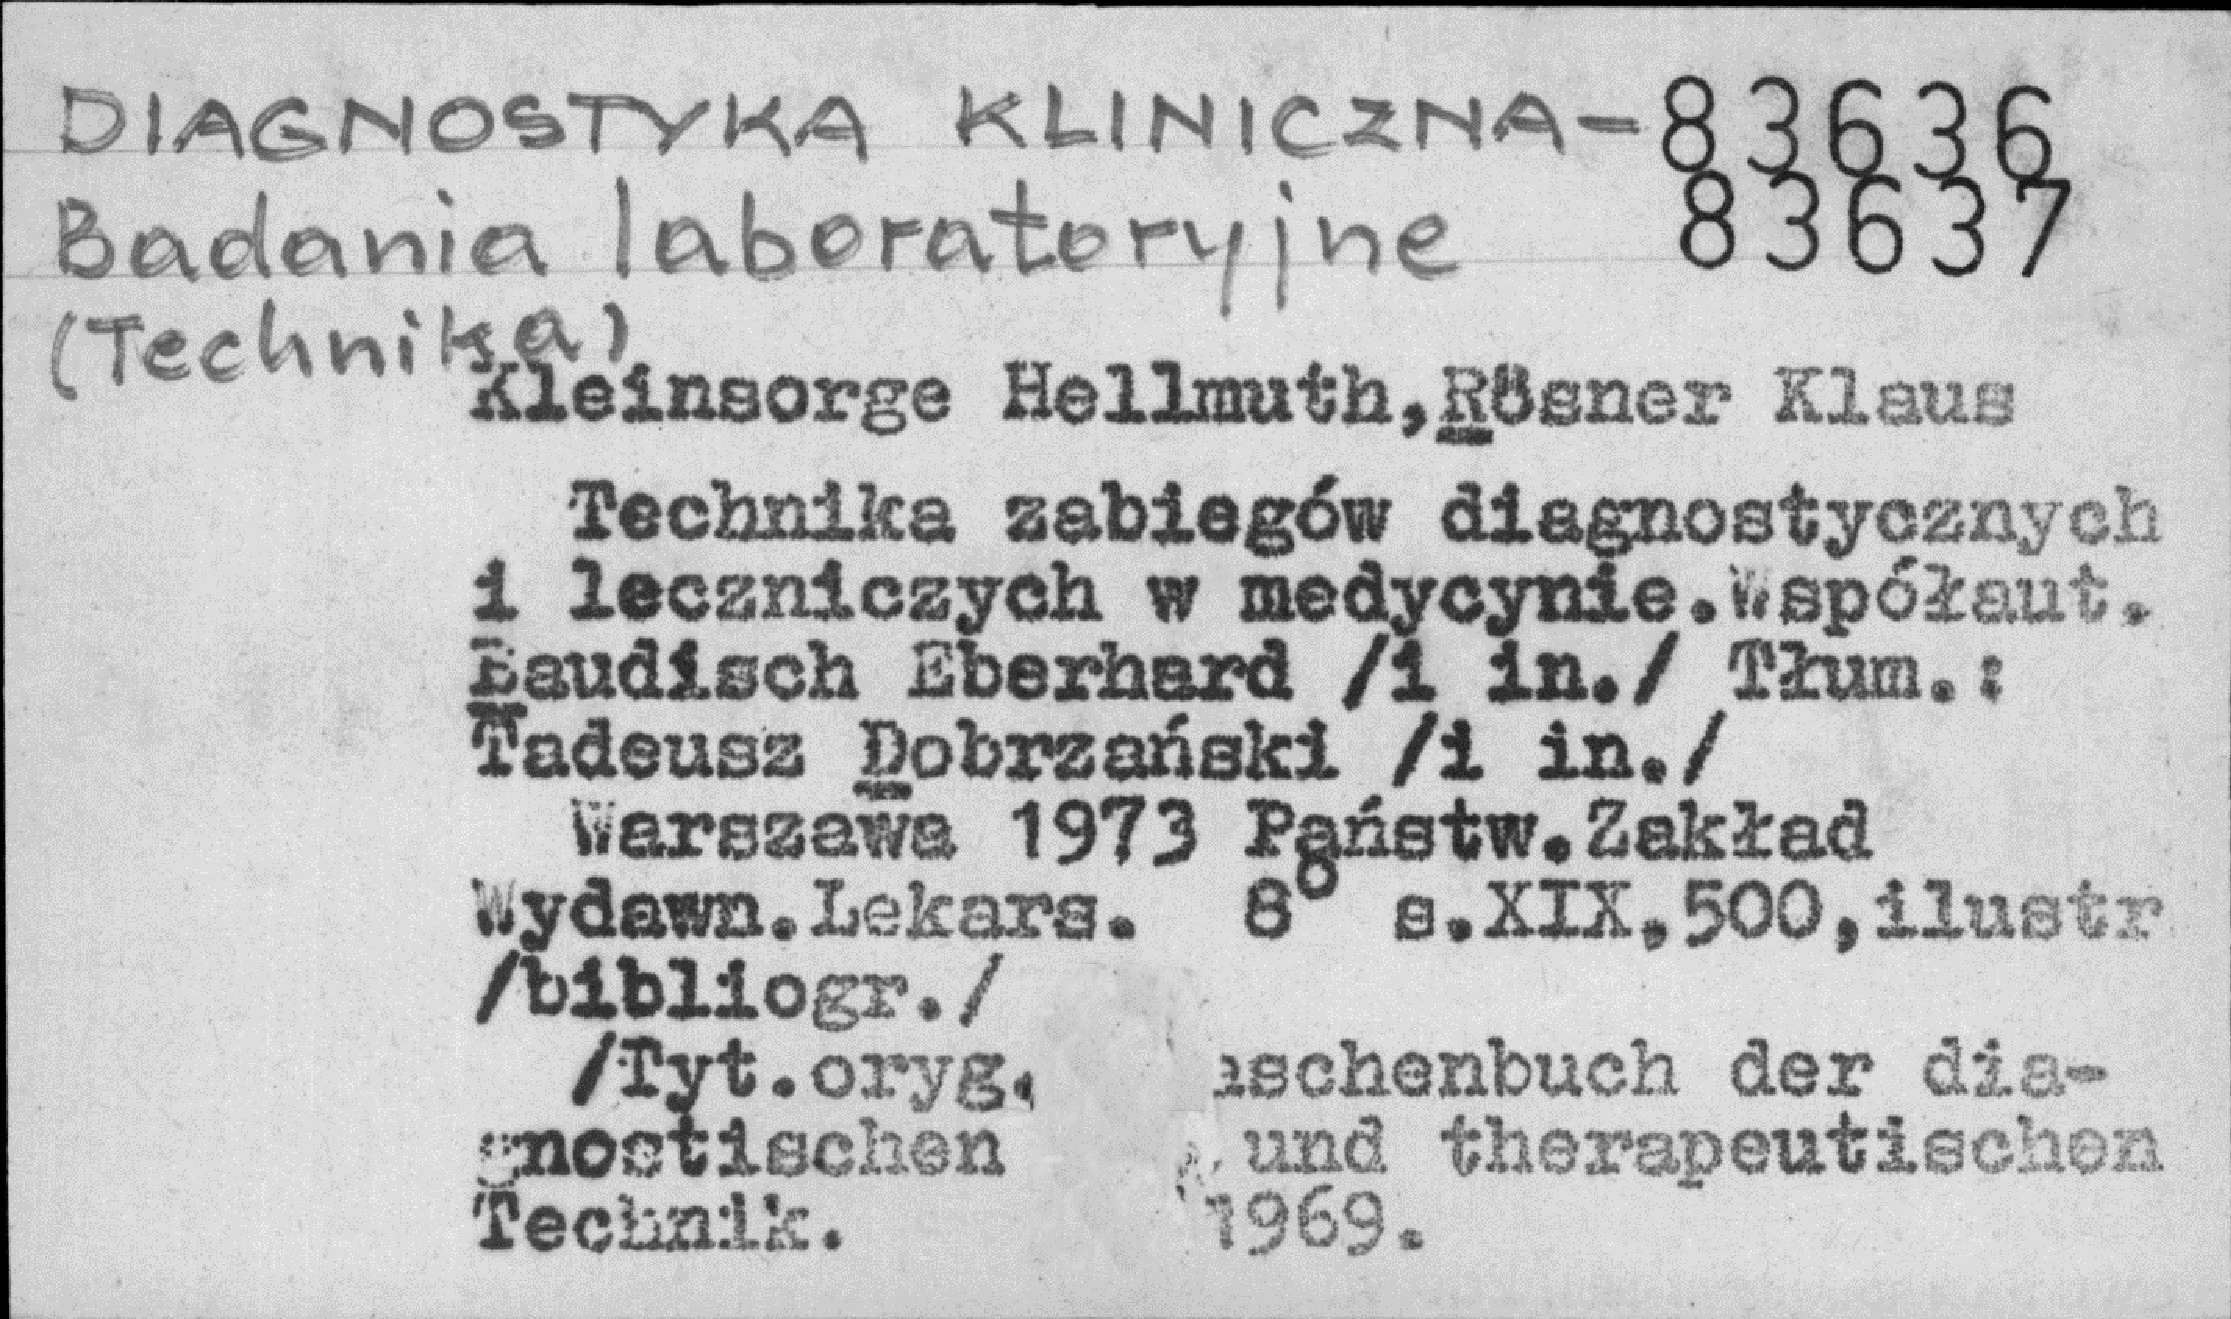 DIAGNOSTYKA KLINICZNA - 83636
Badania laboratoryjne 83637
(Technika)
Kleinsorge Hellmuth,Rösner Klaus
Technika zabiegów diagnostycznych
i leczniczych w medycynie.Współaut.
Baudisch Eberhard /i in./ Tłum.:
Tadeusz Dobrzański /i in./
Warszawa 1973 Państw.Zakład
Wydawn.Lekars. 8° s.XIX,500,ilustr
/bibliogr./
/Tyt.oryg. aschenbuch der dia-
gnostischen und therapeutischen
Technik. 1969.